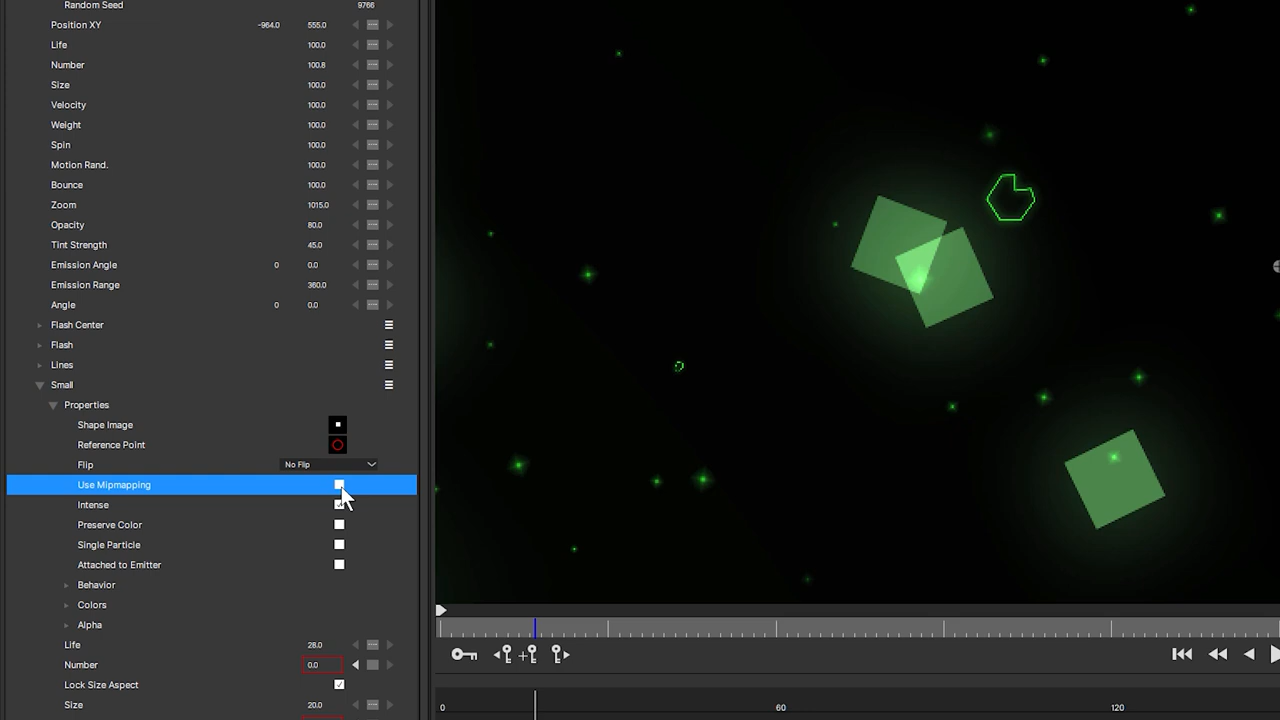 Random Seed 9766
Position XY -964.0 555.0
Life 100.0
Number 100.8
Size 100.0
Velocity 100.0
Weight 100.0
Spin 100.0
Motion Rand. 100.0
Bounce 100.0
Zoom 1015.0
Opacity 80.0
Tint Strength 45.0
Emission Angle 0 0.0
Emission Range 360.0
Angle 0 0.0
Flash Center
Flash
Lines
Small
Properties
Shape Image
Reference Point
Flip No Flip
Use Mipmapping
Intense
Preserve Color
Single Particle
Attached to Emitter
Behavior
Colors
Alpha
Life 28.0
Number 0.0
Lock Size Aspect
Size 20.0
0 60 120